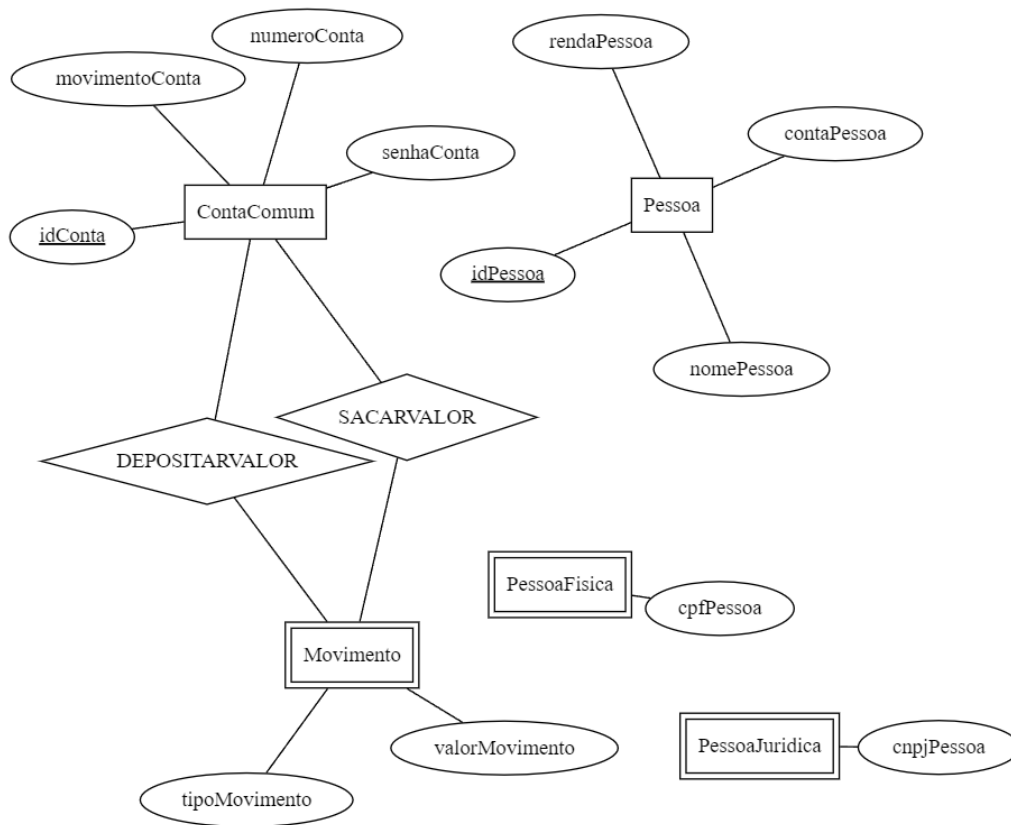 numeroConta
rendaPessoa
movimentoConta
contaPessoa
senhaConta
ContaComum
Pessoa
idConta
idPessoa
nomePessoa
SACARVALOR
DEPOSITARVALOR
PessoaFisica
cpfPessoa
Movimento
valorMovimento
PessoaJuridica
cnpjPessoa
tipoMovimento